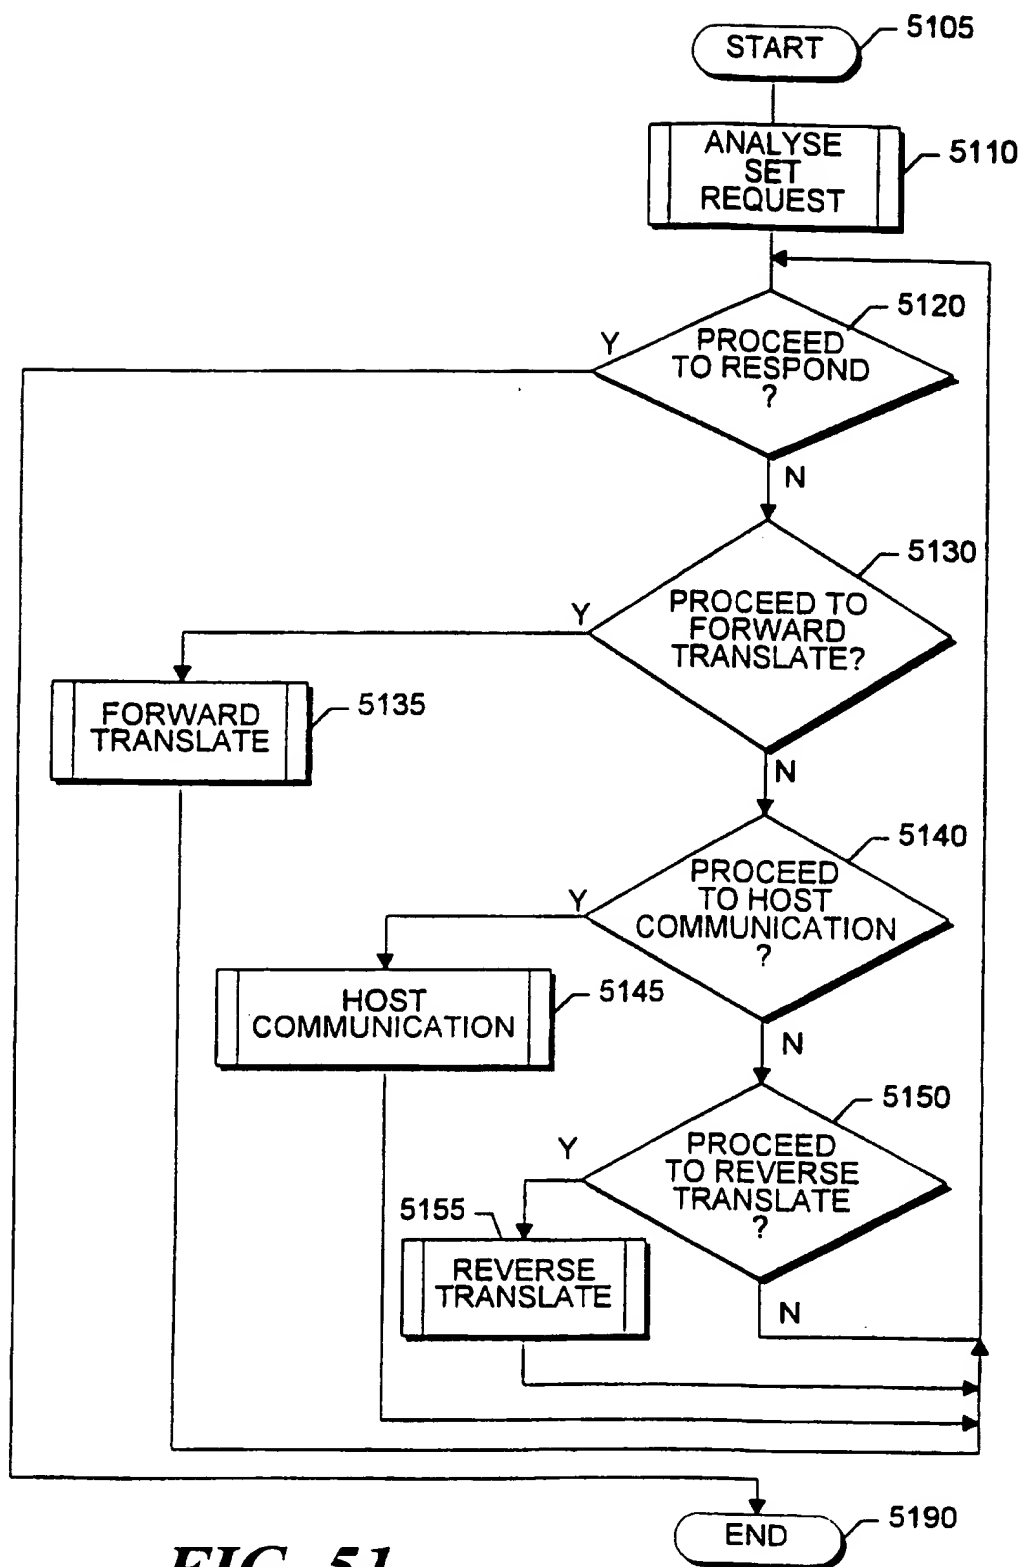 START
5105
ANALYSE
SET
REQUEST
5110
5120
Y
PROCEED
TO RESPOND
?
N
5130
Y
PROCEED TO
FORWARD
TRANSLATE?
FORWARD
TRANSLATE
5135
N
5140
Y
PROCEED
TO HOST
COMMUNICATION
?
HOST
COMMUNICATION
5145
N
5150
Y
PROCEED
TO REVERSE
TRANSLATE
?
5155
REVERSE
TRANSLATE
N
END
5190
FIG. 51